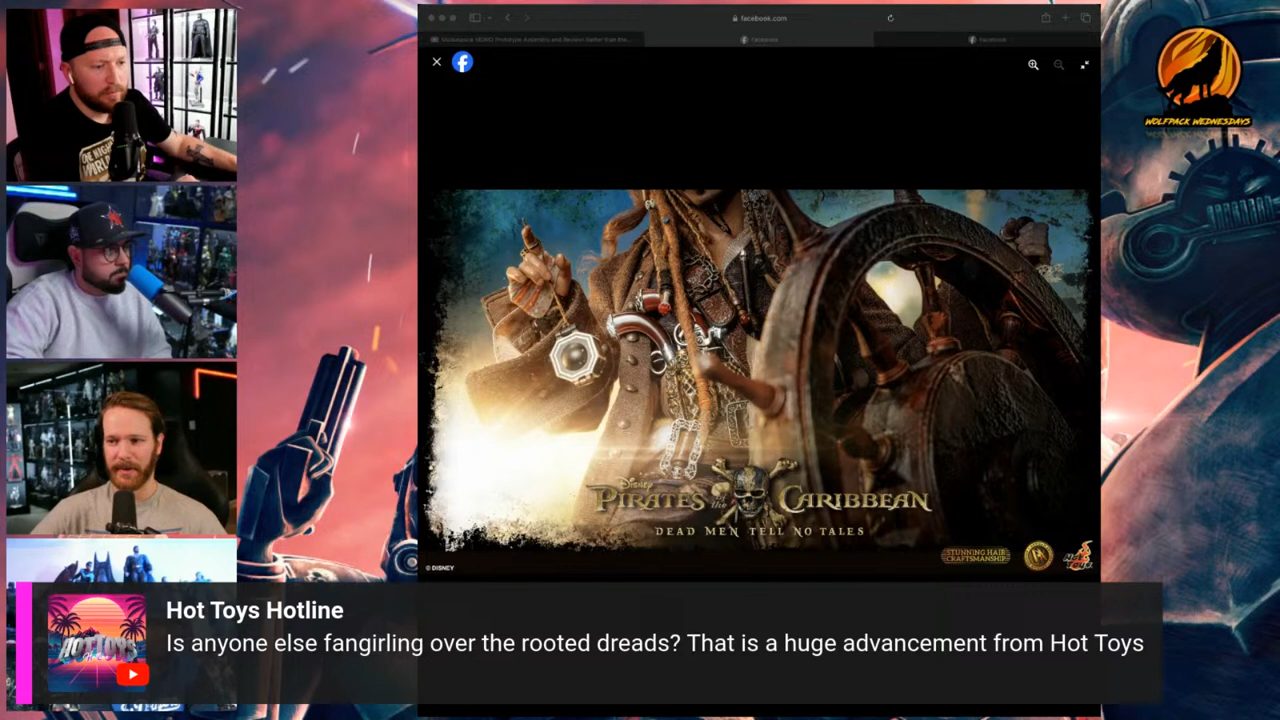 facebook.com
Facebook
Facebook
WOLFPACK WEDNESDAYS
Disney
PIRATES of the CARIBBEAN
DEAD MEN TELL NO TALES
STUNNING HAIR
CRAFTSMANSHIP
© DISNEY
Hot Toys Hotline
Is anyone else fangirling over the rooted dreads? That is a huge advancement from Hot Toys
HOT TOYS